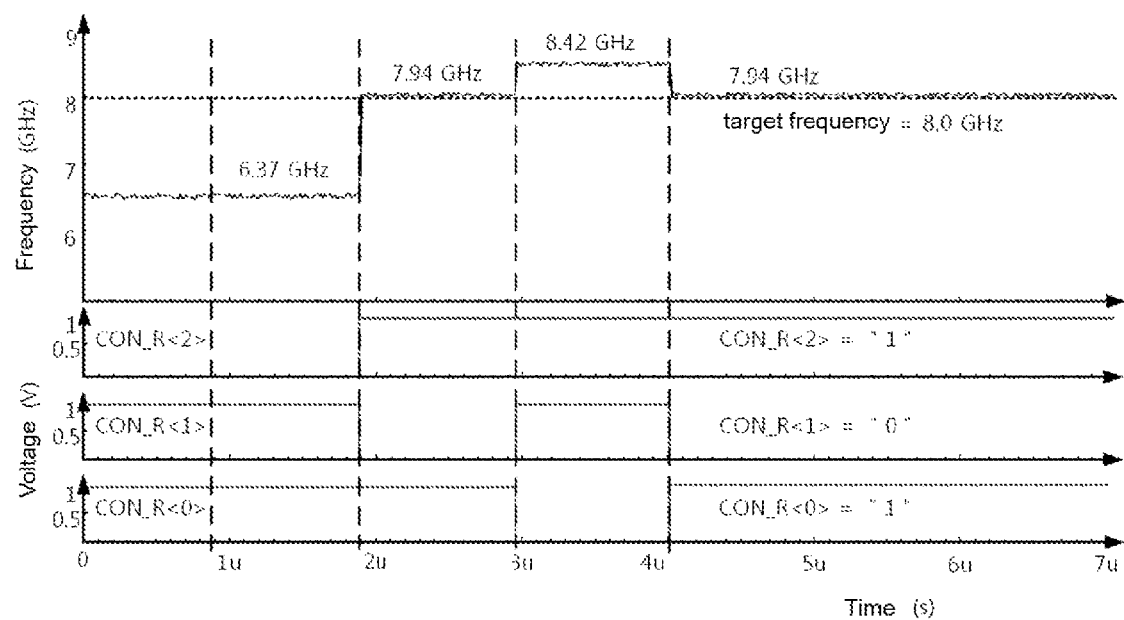 9
8.42 GHz
7.94 GHz
7.94 GHz
8
target frequency = 8.0 GHz
7
6.37 GHz
6
Frequency (GHz)
1
0.5
CON_R<2>
CON_R<2> = "1"
1
0.5
CON_R<1>
CON_R<1> = "0"
1
0.5
CON_R<0>
CON_R<0> = "1"
Voltage (V)
0 1u 2u 3u 4u 5u 6u 7u
Time (s)